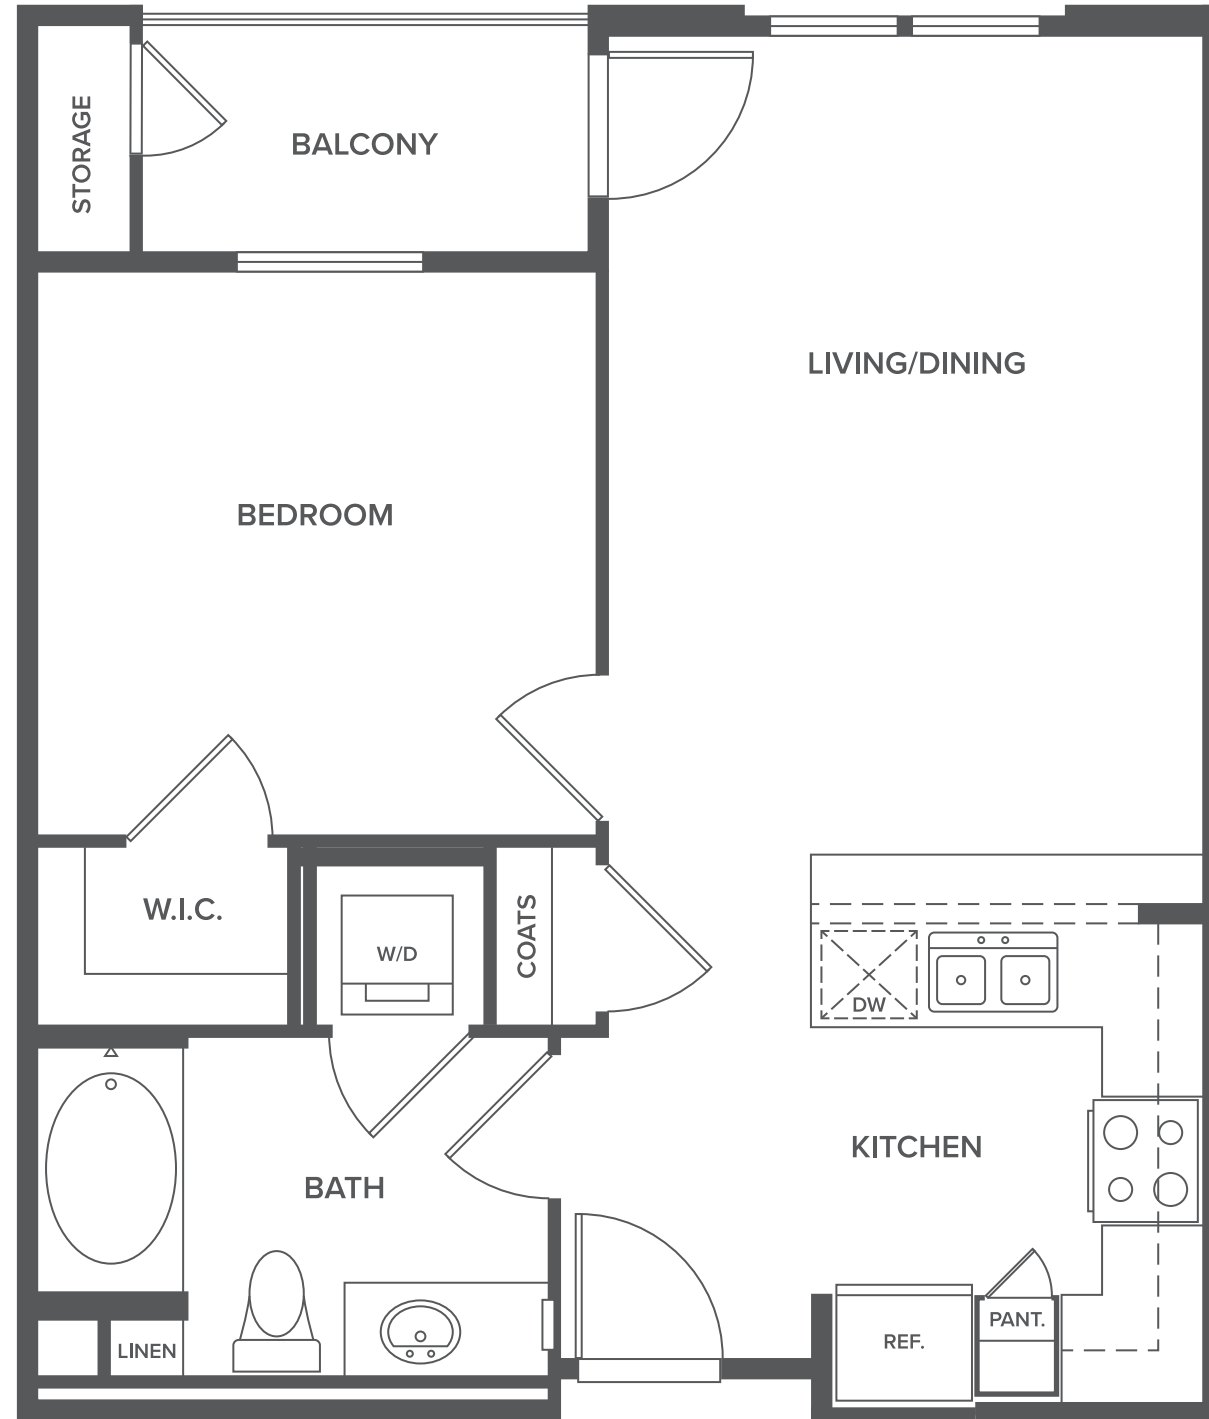 STORAGE
BALCONY
LIVING/DINING
BEDROOM
W.I.C.
W/D
COATS
DW
KITCHEN
BATH
PANT.
REF.
LINEN